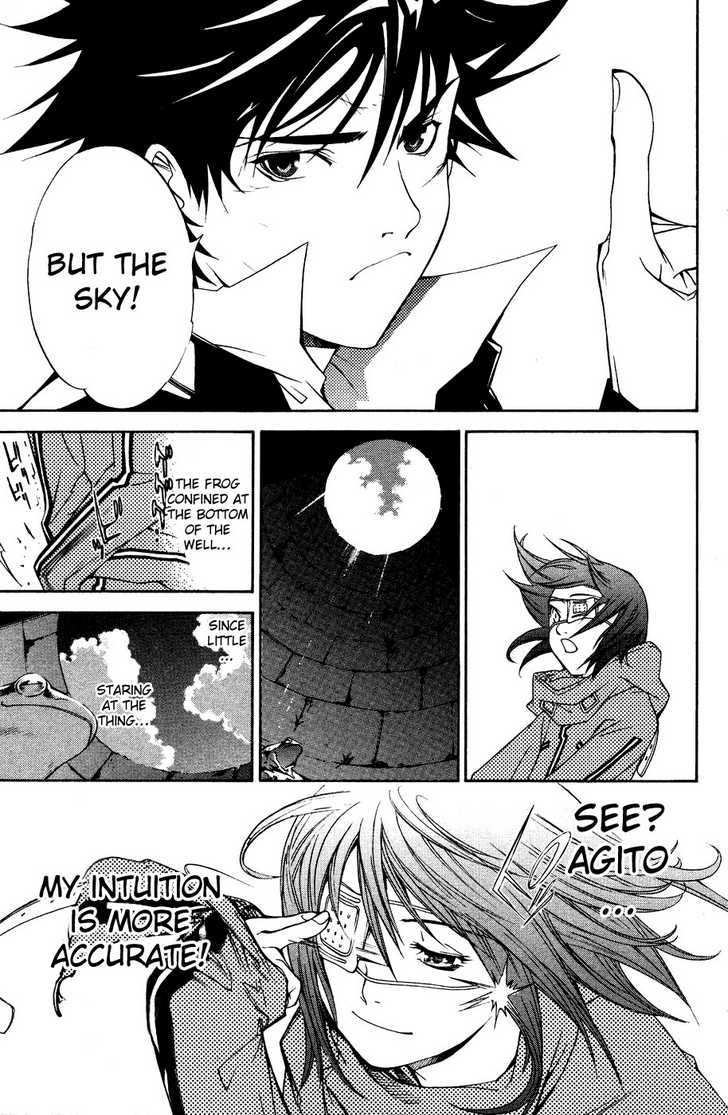 BUT THE
SKY!
THE FROG
CONFINED AT
THE BOTTOM
OF THE
WELL...
SINCE
LITTLE
...
STARING
AT THE
THING...
SEE?
AGITO
...
MY INTUITION
IS MORE
ACCURATE!